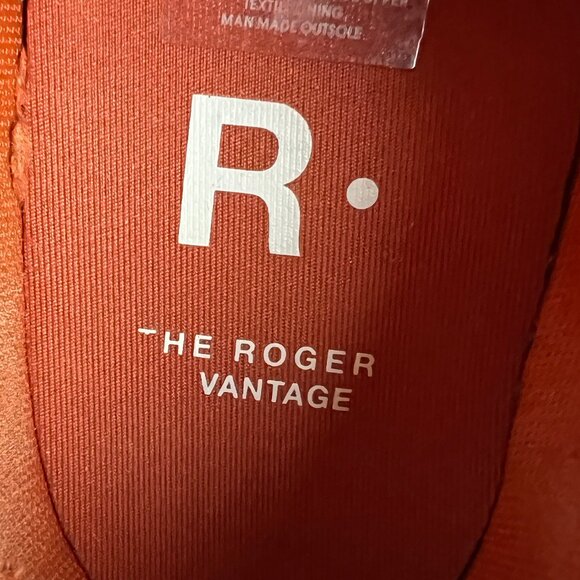 MAN MADE OUTSOLE
R•
THE ROGER
VANTAGE